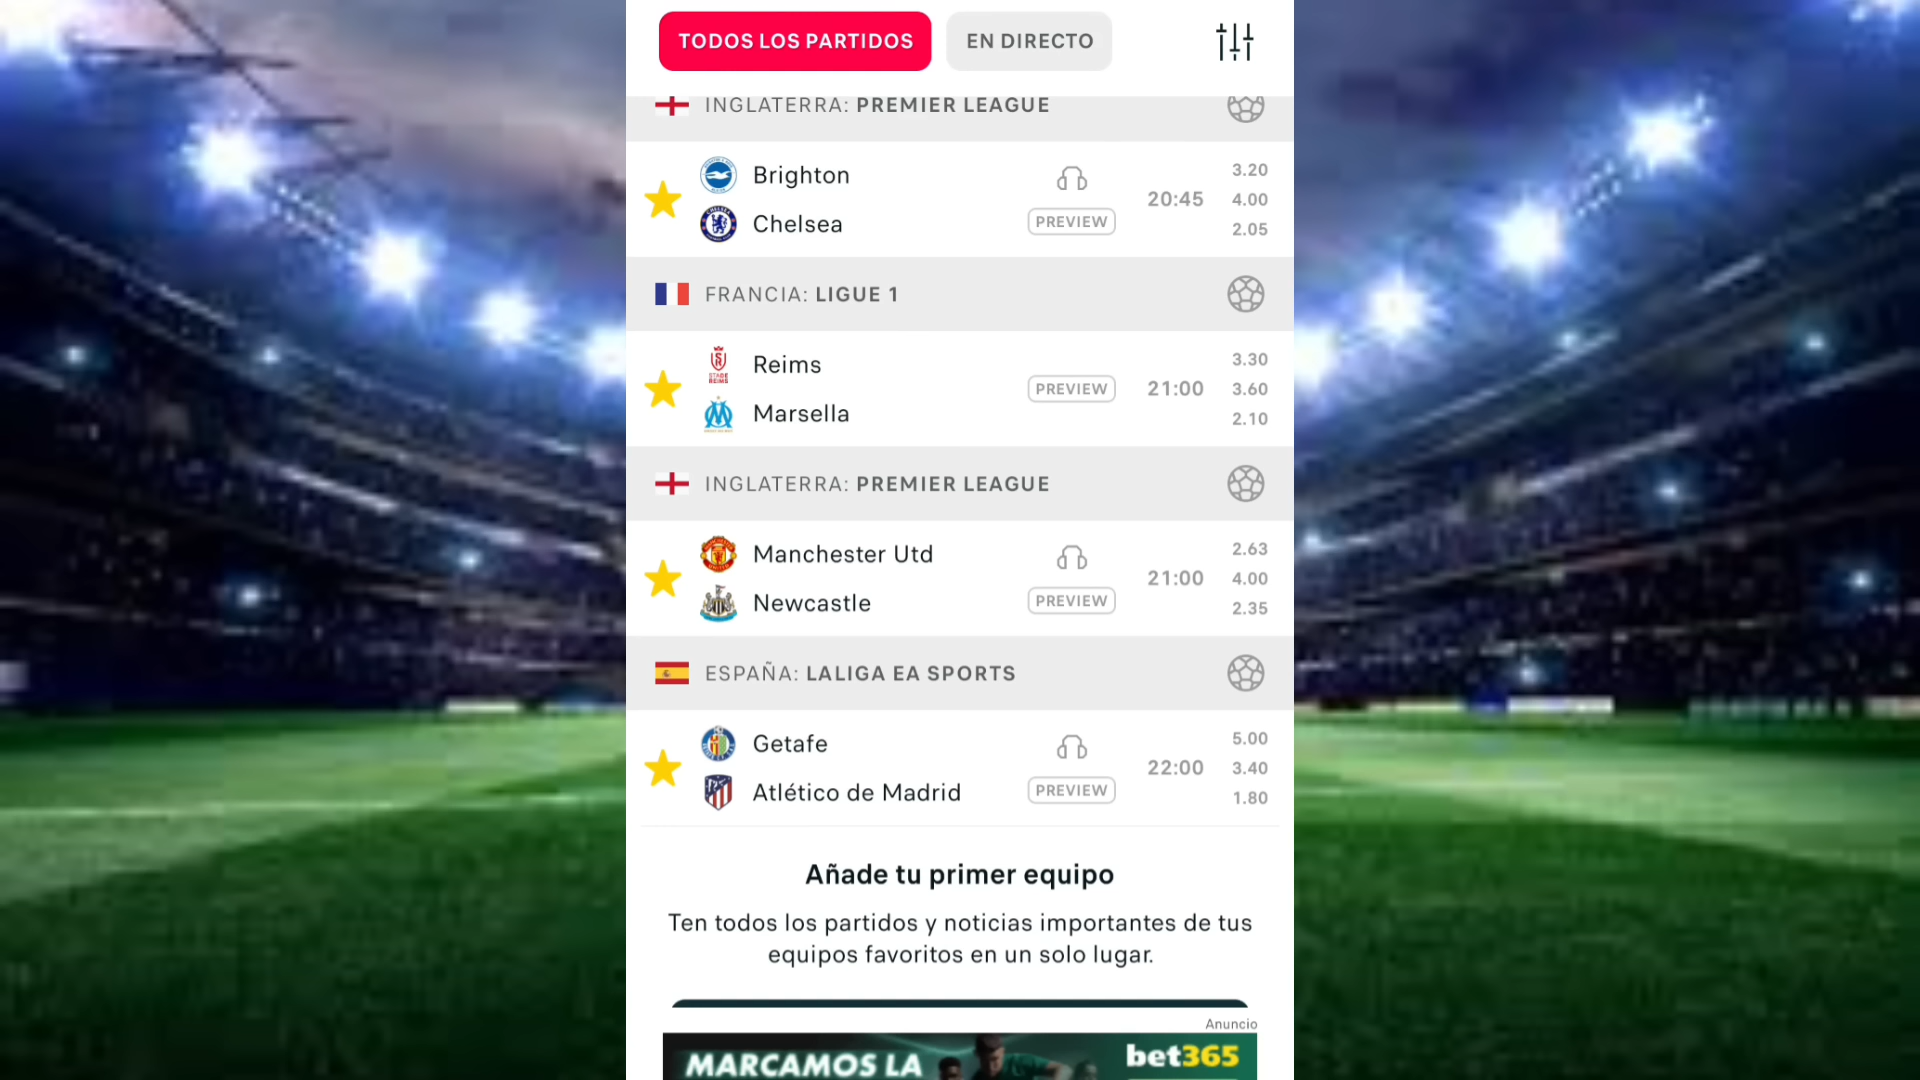 TODOS LOS PARTIDOS EN DIRECTO
INGLATERRA: PREMIER LEAGUE
Brighton
Chelsea
PREVIEW
20:45
3.20
4.00
2.05
FRANCIA: LIGUE 1
Reims
Marsella
PREVIEW
21:00
3.30
3.60
2.10
INGLATERRA: PREMIER LEAGUE
Manchester Utd
Newcastle
PREVIEW
21:00
2.63
4.00
2.35
ESPAÑA: LALIGA EA SPORTS
Getafe
Atlético de Madrid
PREVIEW
22:00
5.00
3.40
1.80
Añade tu primer equipo
Ten todos los partidos y noticias importantes de tus
equipos favoritos en un solo lugar.
Anuncio
MARCAMOS LA
bet365